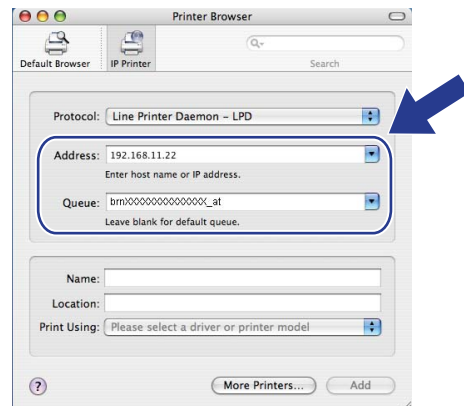 Printer Browser
Default Browser
IP Printer
Search
Protocol: Line Printer Daemon – LPD
Address: 192.168.11.22
Enter host name or IP address.
Queue: brnXXXXXXXXXXXXX_at
Leave blank for default queue.
Name:
Location:
Print Using: Please select a driver or printer model
?
More Printers...
Add